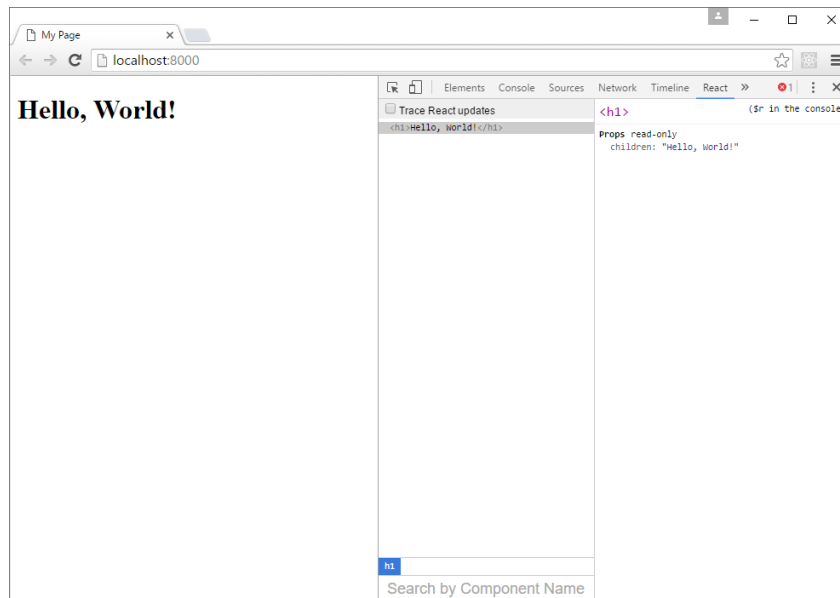 My Page
localhost:8000
Hello, World!
Elements Console Sources Network Timeline React » 1
Trace React updates
<h1>Hello, World!</h1>
<h1> ($r in the console
Props read-only
children: "Hello, World!"
h1
Search by Component Name